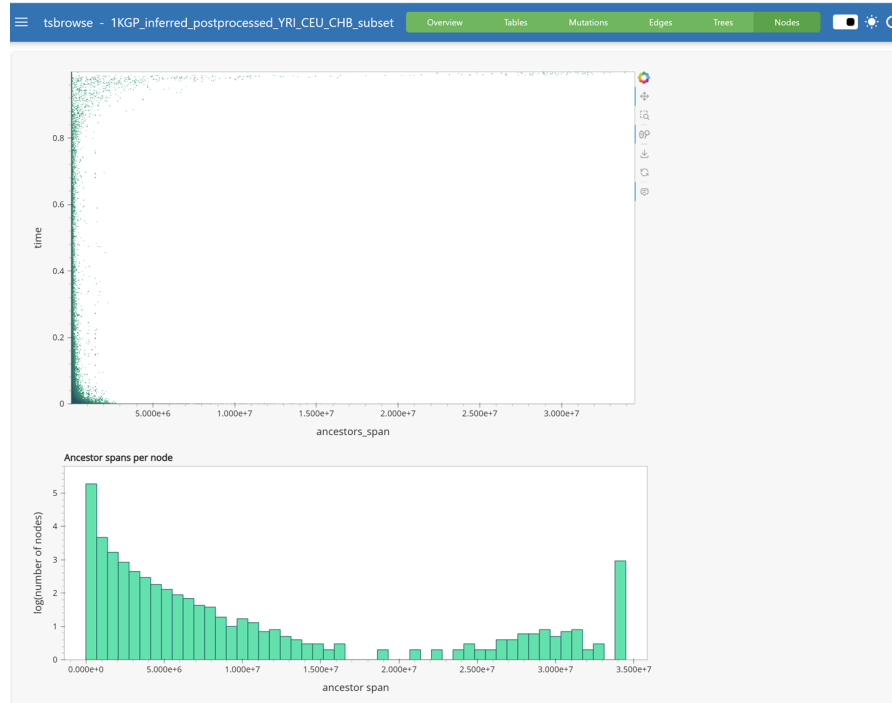 tsbrowse - 1KGP_inferred_postprocessed_YRI_CEU_CHB_subset Overview Tables Mutations Edges Trees Nodes
0.8
0.6
time
0.4
0.2
0
5.000e+6 1.000e+7 1.500e+7 2.000e+7 2.500e+7 3.000e+7
ancestors_span
Ancestor spans per node
5
4
log(number of nodes)
3
2
1
0
0.000e+0 5.000e+6 1.000e+7 1.500e+7 2.000e+7 2.500e+7 3.000e+7 3.500e+7
ancestor span